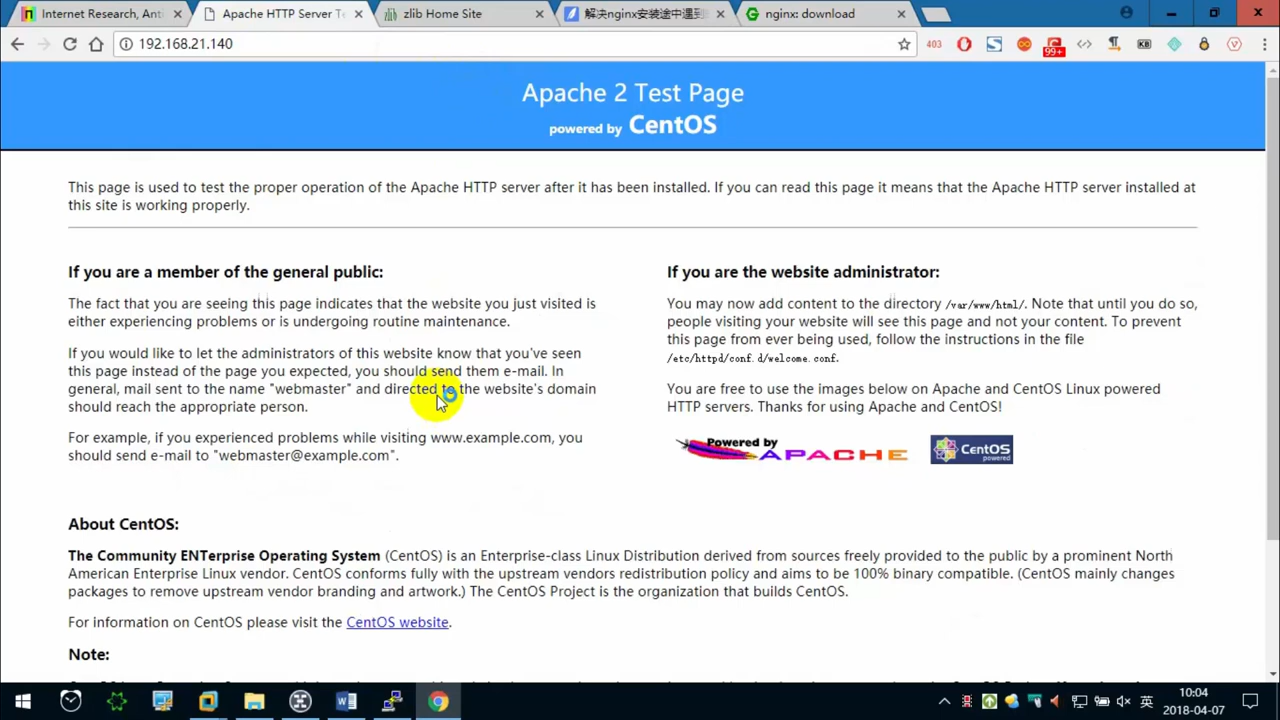 Internet Research, Anti
Apache HTTP Server Te
zlib Home Site
解决nginx安装途中遇到
nginx: download
192.168.21.140
403
99+
KB
Apache 2 Test Page
powered by CentOS
This page is used to test the proper operation of the Apache HTTP server after it has been installed. If you can read this page it means that the Apache HTTP server installed at
this site is working properly.
If you are a member of the general public:
The fact that you are seeing this page indicates that the website you just visited is
either experiencing problems or is undergoing routine maintenance.
If you would like to let the administrators of this website know that you've seen
this page instead of the page you expected, you should send them e-mail. In
general, mail sent to the name "webmaster" and directed to the website's domain
should reach the appropriate person.
For example, if you experienced problems while visiting www.example.com, you
should send e-mail to "webmaster@example.com".
If you are the website administrator:
You may now add content to the directory /var/www/html/. Note that until you do so,
people visiting your website will see this page and not your content. To prevent
this page from ever being used, follow the instructions in the file
/etc/httpd/conf.d/welcome.conf.
You are free to use the images below on Apache and CentOS Linux powered
HTTP servers. Thanks for using Apache and CentOS!
Powered by
APACHE
CentOS
powered
About CentOS:
The Community ENTerprise Operating System (CentOS) is an Enterprise-class Linux Distribution derived from sources freely provided to the public by a prominent North
American Enterprise Linux vendor. CentOS conforms fully with the upstream vendors redistribution policy and aims to be 100% binary compatible. (CentOS mainly changes
packages to remove upstream vendor branding and artwork.) The CentOS Project is the organization that builds CentOS.
For information on CentOS please visit the CentOS website.
Note:
英
10:04
2018-04-07